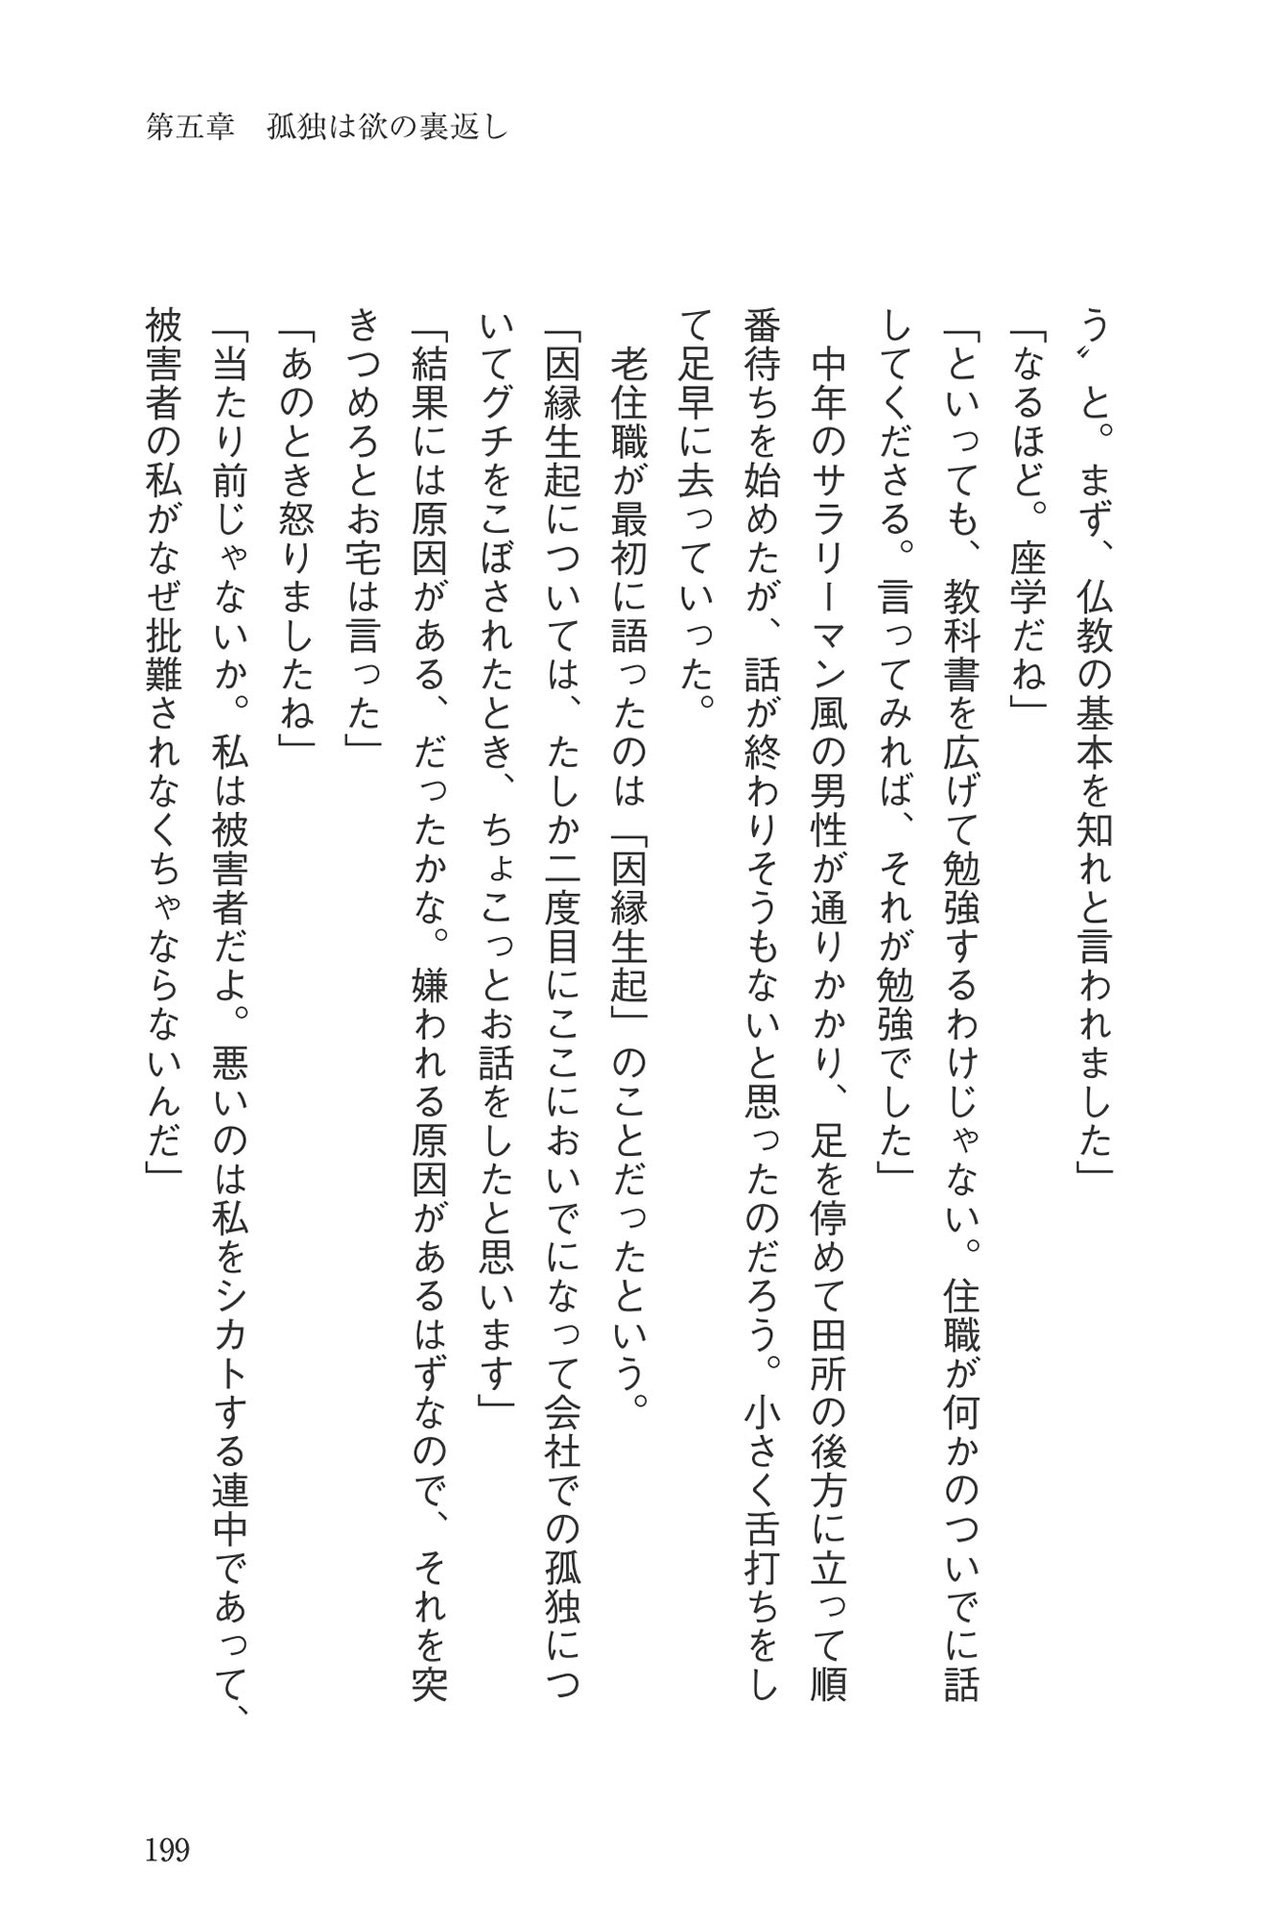 第五章　孤独は欲の裏返し
う〟と。まず、仏教の基本を知れと言われました」
「なるほど。座学だね」
「といっても、教科書を広げて勉強するわけじゃない。住職が何かのついでに話
してくださる。言ってみれば、それが勉強でした」
　中年のサラリーマン風の男性が通りかかり、足を停めて田所の後方に立って順
番待ちを始めたが、話が終わりそうもないと思ったのだろう。小さく舌打ちをし
て足早に去っていった。
　老住職が最初に語ったのは「因縁生起」のことだったという。
「因縁生起については、たしか二度目にここにおいでになって会社での孤独につ
いてグチをこぼされたとき、ちょこっとお話をしたと思います」
「結果には原因がある、だったかな。嫌われる原因があるはずなので、それを突
きつめろとお宅は言った」
「あのとき怒りましたね」
「当たり前じゃないか。私は被害者だよ。悪いのは私をシカトする連中であって、
被害者の私がなぜ批難されなくちゃならないんだ」
199